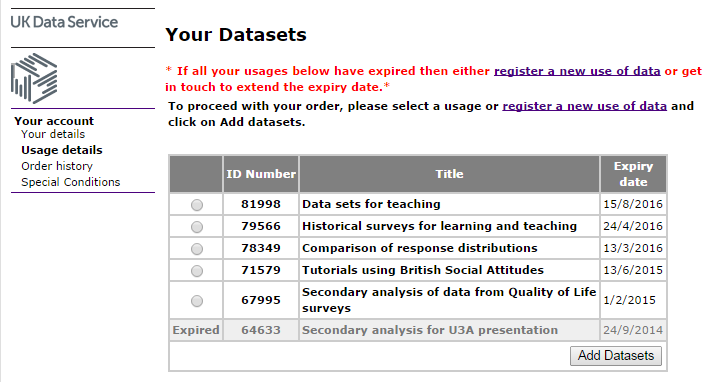 UK Data Service
Your account
Your details
Usage details
Order history
Special Conditions
Your Datasets
* If all your usages below have expired then either register a new use of data or get
in touch to extend the expiry date.*
To proceed with your order, please select a usage or register a new use of data and
click on Add datasets.
ID Number Title Expiry date
81998 Data sets for teaching 15/8/2016
79566 Historical surveys for learning and teaching 24/4/2016
78349 Comparison of response distributions 13/3/2016
71579 Tutorials using British Social Attitudes 13/6/2015
67995 Secondary analysis of data from Quality of Life surveys 1/2/2015
Expired 64633 Secondary analysis for U3A presentation 24/9/2014
Add Datasets